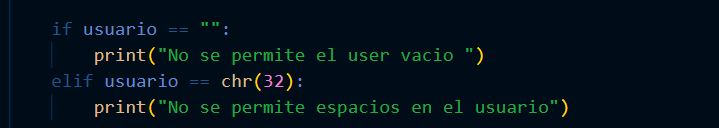 if usuario == "":
    print("No se permite el user vacio ")
elif usuario == chr(32):
    print("No se permite espacios en el usuario")